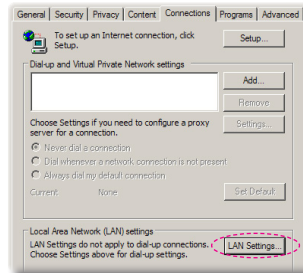 General Security Privacy Content Connections Programs Advanced
To set up an Internet connection, click
Setup.
Setup...
Dial-up and Virtual Private Network settings
Add...
Remove
Choose Settings if you need to configure a proxy
server for a connection.
Settings...
Never dial a connection
Dial whenever a network connection is not present
Always dial my default connection
Current None
Set Default
Local Area Network (LAN) settings
LAN Settings do not apply to dial-up connections.
Choose Settings above for dial-up settings.
LAN Settings...